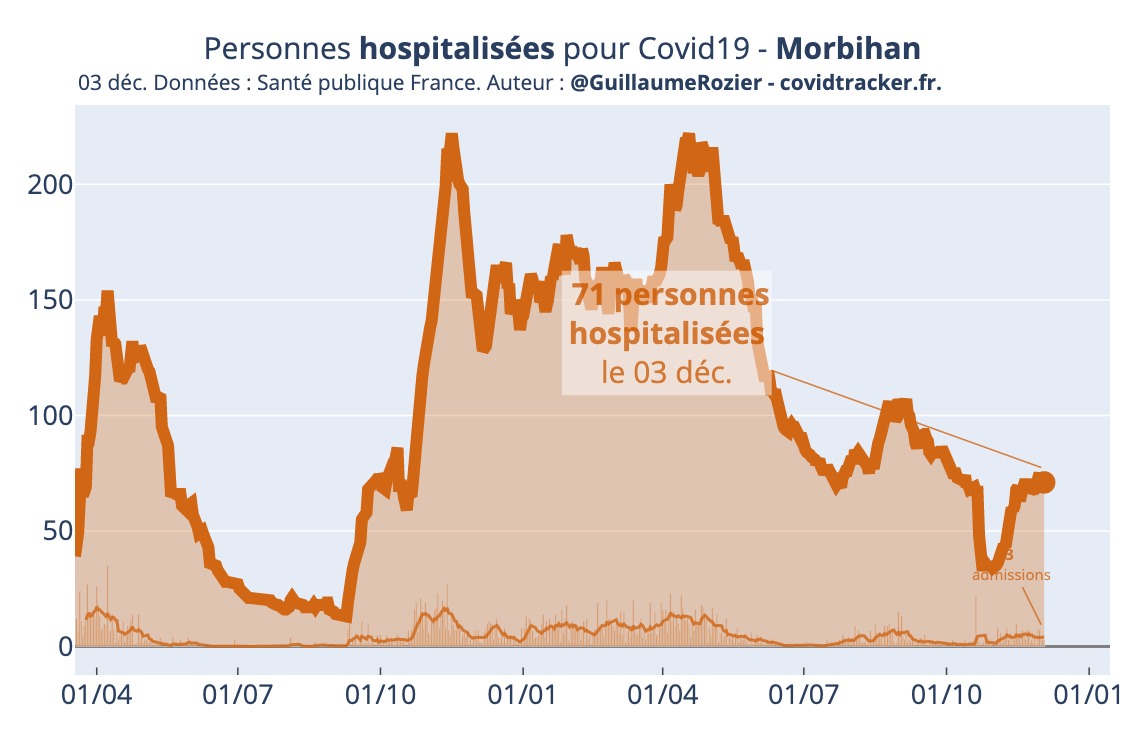 Personnes hospitalisées pour Covid19 - Morbihan
03 déc. Données : Santé publique France. Auteur : @GuillaumeRozier - covidtracker.fr.
200
150
100
50
0
71 personnes
hospitalisées
le 03 déc.
3
admissions
01/04
01/07
01/10
01/01
01/04
01/07
01/10
01/01